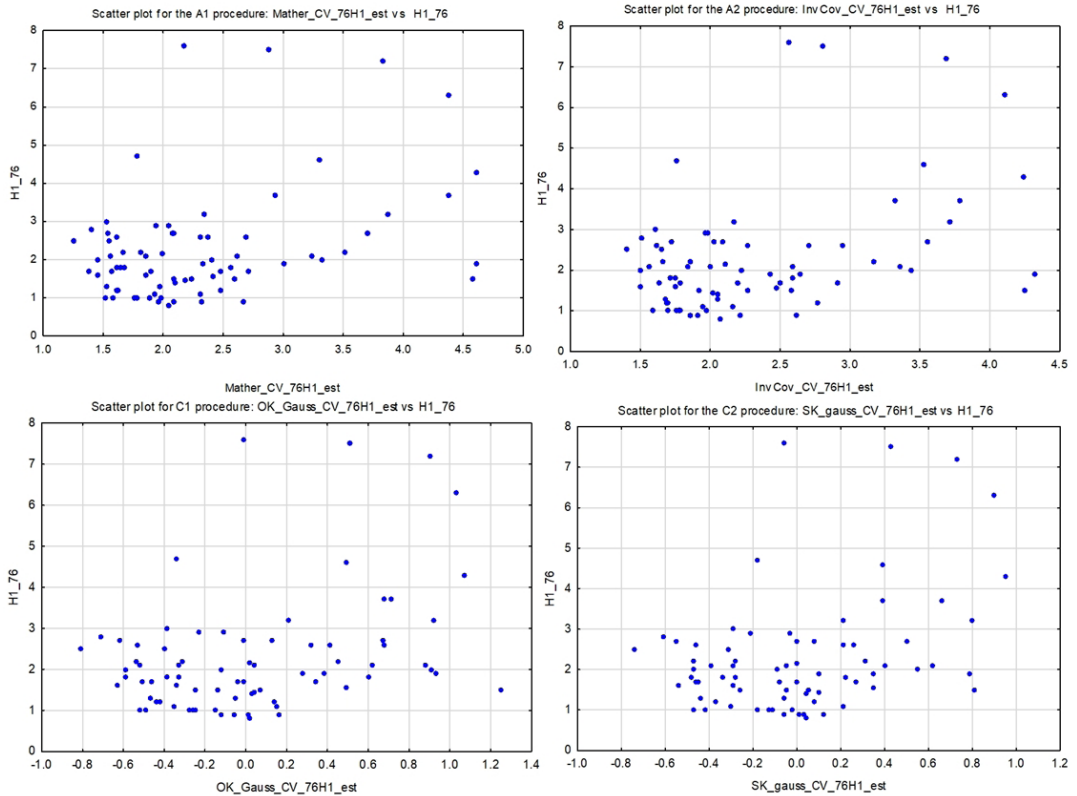 Scatter plot for the A1 procedure: Mather_CV_76H1_est vs H1_76
8
7
6
5
4
3
2
1
0
H1_76
1.0 1.5 2.0 2.5 3.0 3.5 4.0 4.5 5.0
Mather_CV_76H1_est
Scatter plot for the A2 procedure: InvCov_CV_76H1_est vs H1_76
8
7
6
5
4
3
2
1
0
H1_76
1.0 1.5 2.0 2.5 3.0 3.5 4.0 4.5
InvCov_CV_76H1_est
Scatter plot for C1 procedure: OK_Gauss_CV_76H1_est vs H1_76
8
7
6
5
4
3
2
1
0
H1_76
-1.0 -0.8 -0.6 -0.4 -0.2 0.0 0.2 0.4 0.6 0.8 1.0 1.2 1.4
OK_Gauss_CV_76H1_est
Scatter plot for the C2 procedure: SK_gauss_CV_76H1_est vs H1_76
8
7
6
5
4
3
2
1
0
H1_76
-1.0 -0.8 -0.6 -0.4 -0.2 0.0 0.2 0.4 0.6 0.8 1.0 1.2
SK_gauss_CV_76H1_est